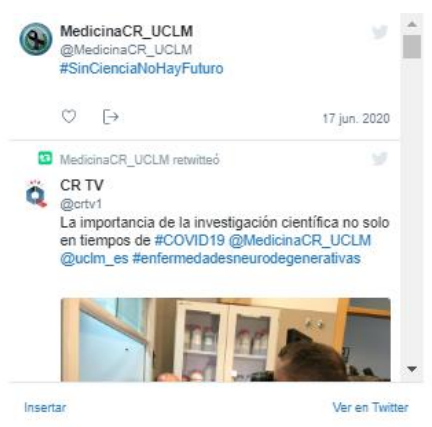 MedicinaCR_UCLM
@MedicinaCR_UCLM
#SinCienciaNoHayFuturo
17 jun. 2020
MedicinaCR_UCLM retwitteó
CR TV
@crtv1
La importancia de la investigación científica no solo
en tiempos de #COVID19 @MedicinaCR_UCLM
@uclm_es #enfermedadesneurodegenerativas
Insertar
Ver en Twitter